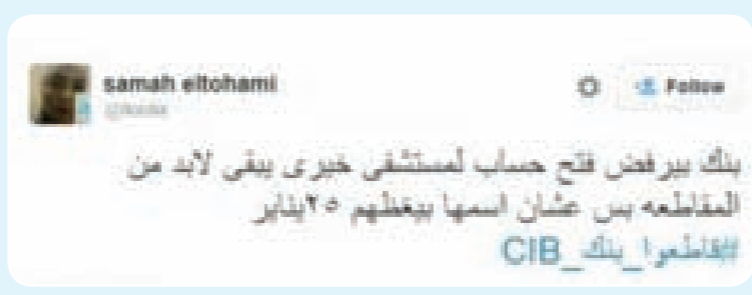 samah eltohami
Follow
بنك بيرفض فتح حساب لمستشفى خيرى يبقى لابد من
المقاطعه بس عشان اسمها بيغظهم ٢٥يناير
#قاطعوا_بنك_CIB